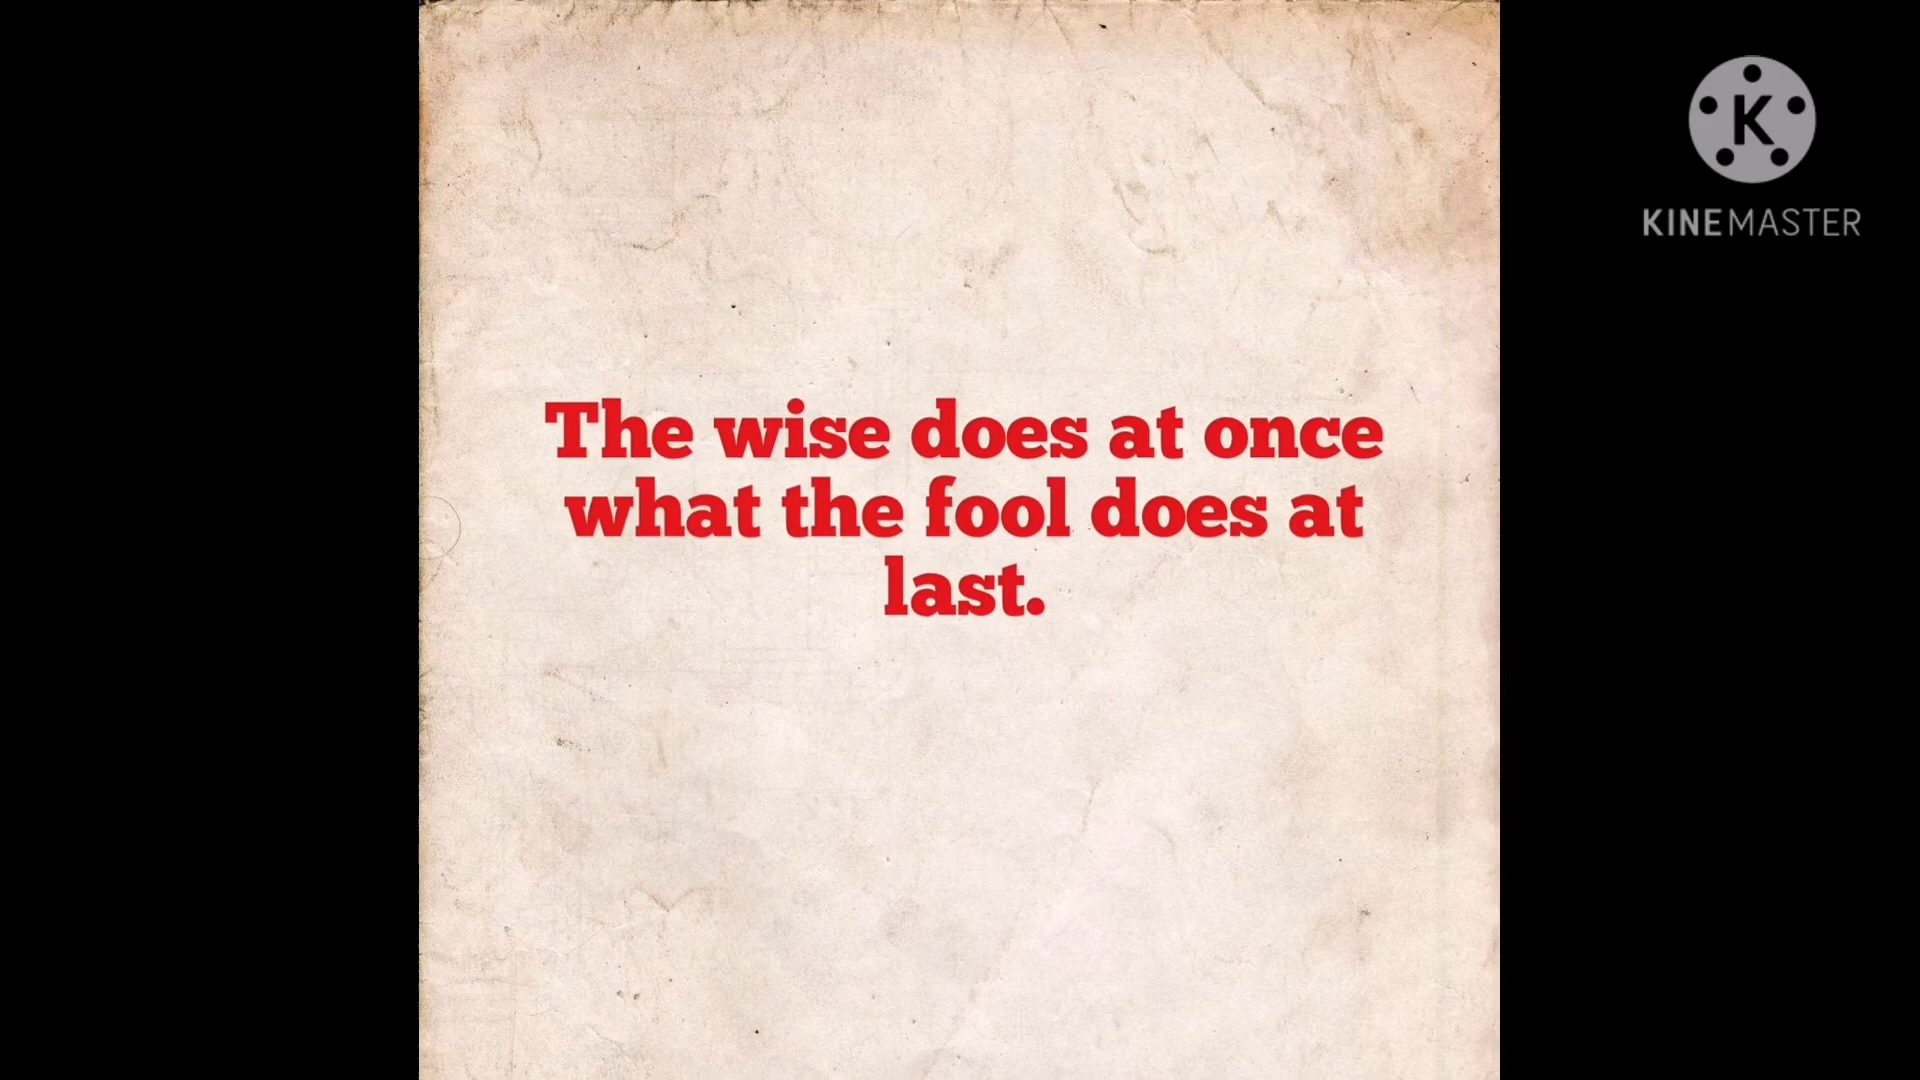 The wise does at once
what the fool does at
last.
K
KINEMASTER